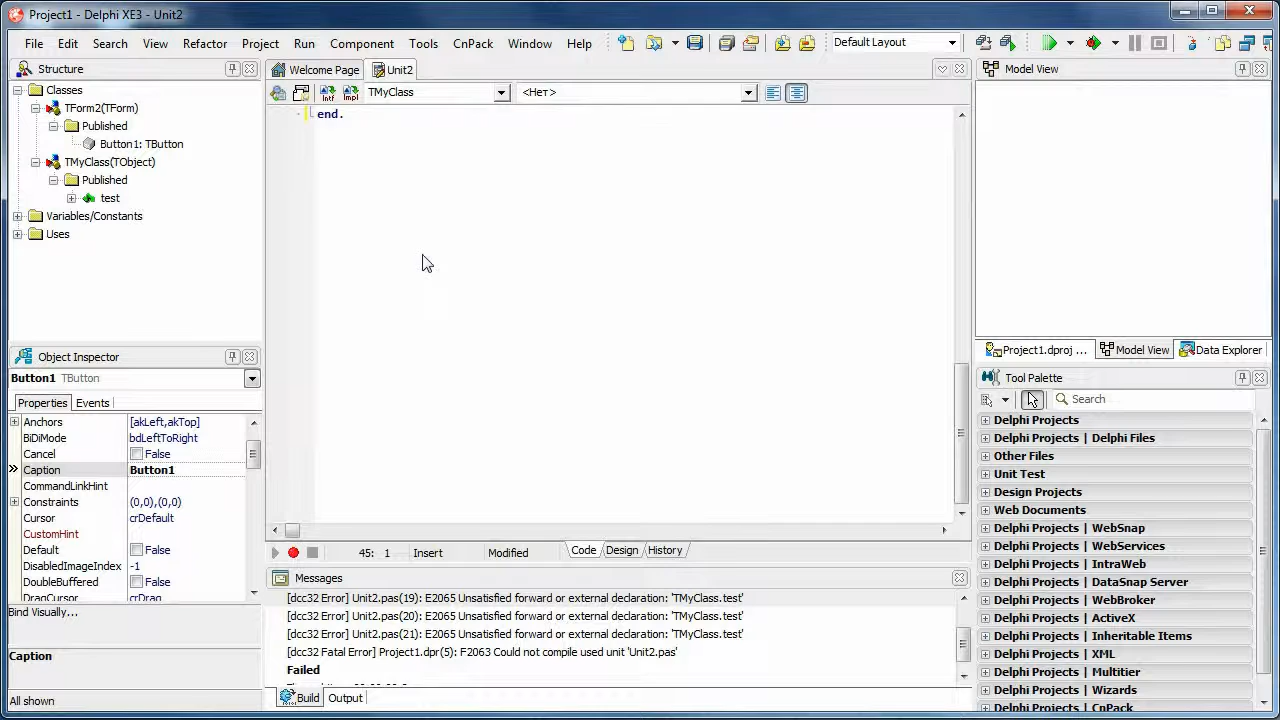 Project1 - Delphi XE3 - Unit2
File Edit Search View Refactor Project Run Component Tools CnPack Window Help Default Layout
Structure
Classes
TForm2(TForm)
Published
Button1: TButton
TMyClass(TObject)
Published
test
Variables/Constants
Uses
Object Inspector
Button1 TButton
Properties Events
Anchors [akLeft,akTop]
BiDiMode bdLeftToRight
Cancel False
Caption Button1
CommandLinkHint
Constraints (0,0),(0,0)
Cursor crDefault
CustomHint
Default False
DisabledImageIndex -1
DoubleBuffered False
DragCursor crDrag
Bind Visually...
Caption
All shown
Welcome Page Unit2
Intf Impl TMyClass <Нет>
end.
45: 1 Insert Modified Code Design History
Messages
[dcc32 Error] Unit2.pas(19): E2065 Unsatisfied forward or external declaration: 'TMyClass.test'
[dcc32 Error] Unit2.pas(20): E2065 Unsatisfied forward or external declaration: 'TMyClass.test'
[dcc32 Error] Unit2.pas(21): E2065 Unsatisfied forward or external declaration: 'TMyClass.test'
[dcc32 Fatal Error] Project1.dpr(5): F2063 Could not compile used unit 'Unit2.pas'
Failed
Build Output
Model View
Project1.dproj ... Model View Data Explorer
Tool Palette
Search
Delphi Projects
Delphi Projects | Delphi Files
Other Files
Unit Test
Design Projects
Web Documents
Delphi Projects | WebSnap
Delphi Projects | WebServices
Delphi Projects | IntraWeb
Delphi Projects | DataSnap Server
Delphi Projects | WebBroker
Delphi Projects | ActiveX
Delphi Projects | Inheritable Items
Delphi Projects | XML
Delphi Projects | Multitier
Delphi Projects | Wizards
Delphi Projects | CnPack